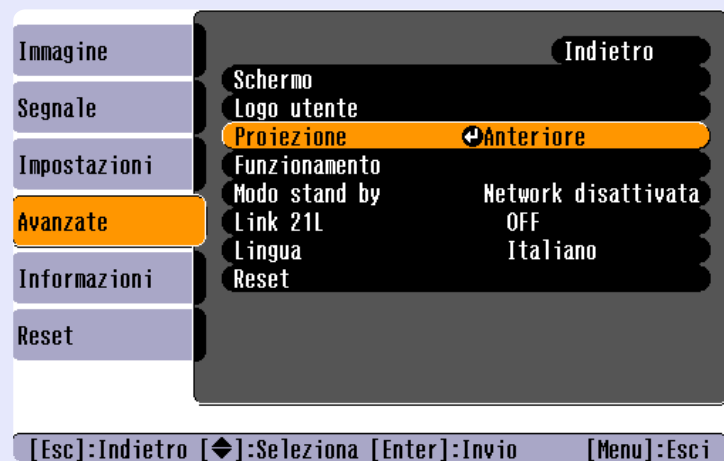 Immagine
Segnale
Impostazioni
Avanzate
Informazioni
Reset
Indietro
Schermo
Logo utente
Proiezione Anteriore
Funzionamento
Modo stand by Network disattivata
Link 21L OFF
Lingua Italiano
Reset
[Esc]:Indietro [◆]:Seleziona [Enter]:Invio [Menu]:Esci